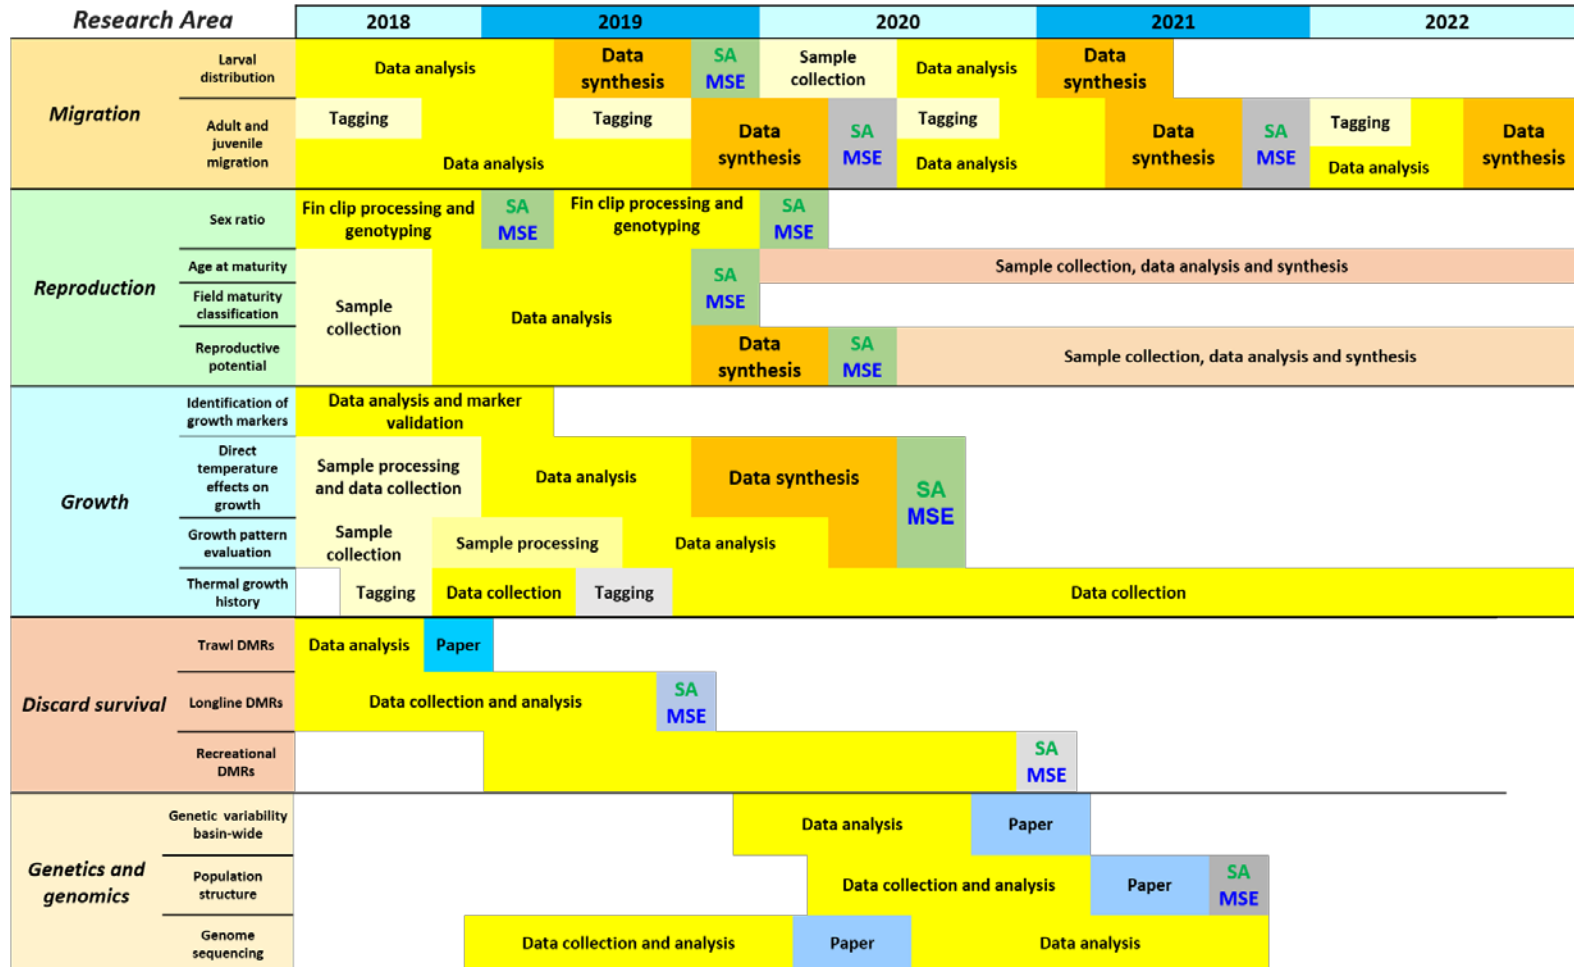 Research Area
2018
2019
2020
2021
2022
Migration
Larval
distribution
Data analysis
Data
synthesis
SA
MSE
Sample
collection
Data analysis
Data
synthesis
Adult and
juvenile
migration
Tagging
Tagging
Data analysis
Data
synthesis
SA
MSE
Tagging
Data analysis
Data
synthesis
SA
MSE
Tagging
Data analysis
Data
synthesis
Reproduction
Sex ratio
Fin clip processing and
genotyping
SA
MSE
Fin clip processing and
genotyping
SA
MSE
Age at maturity
Field maturity
classification
Reproductive
potential
Sample
collection
Data analysis
SA
MSE
Sample collection, data analysis and synthesis
Data
synthesis
SA
MSE
Sample collection, data analysis and synthesis
Growth
Identification of
growth markers
Data analysis and marker
validation
Direct
temperature
effects on
growth
Sample processing
and data collection
Data analysis
Data synthesis
SA
MSE
Growth pattern
evaluation
Sample
collection
Sample processing
Data analysis
Thermal growth
history
Tagging
Data collection
Tagging
Data collection
Discard survival
Trawl DMRs
Data analysis
Paper
Longline DMRs
Data collection and analysis
SA
MSE
Recreational
DMRs
SA
MSE
Genetics and
genomics
Genetic variability
basin-wide
Data analysis
Paper
Population
structure
Data collection and analysis
Paper
SA
MSE
Genome
sequencing
Data collection and analysis
Paper
Data analysis